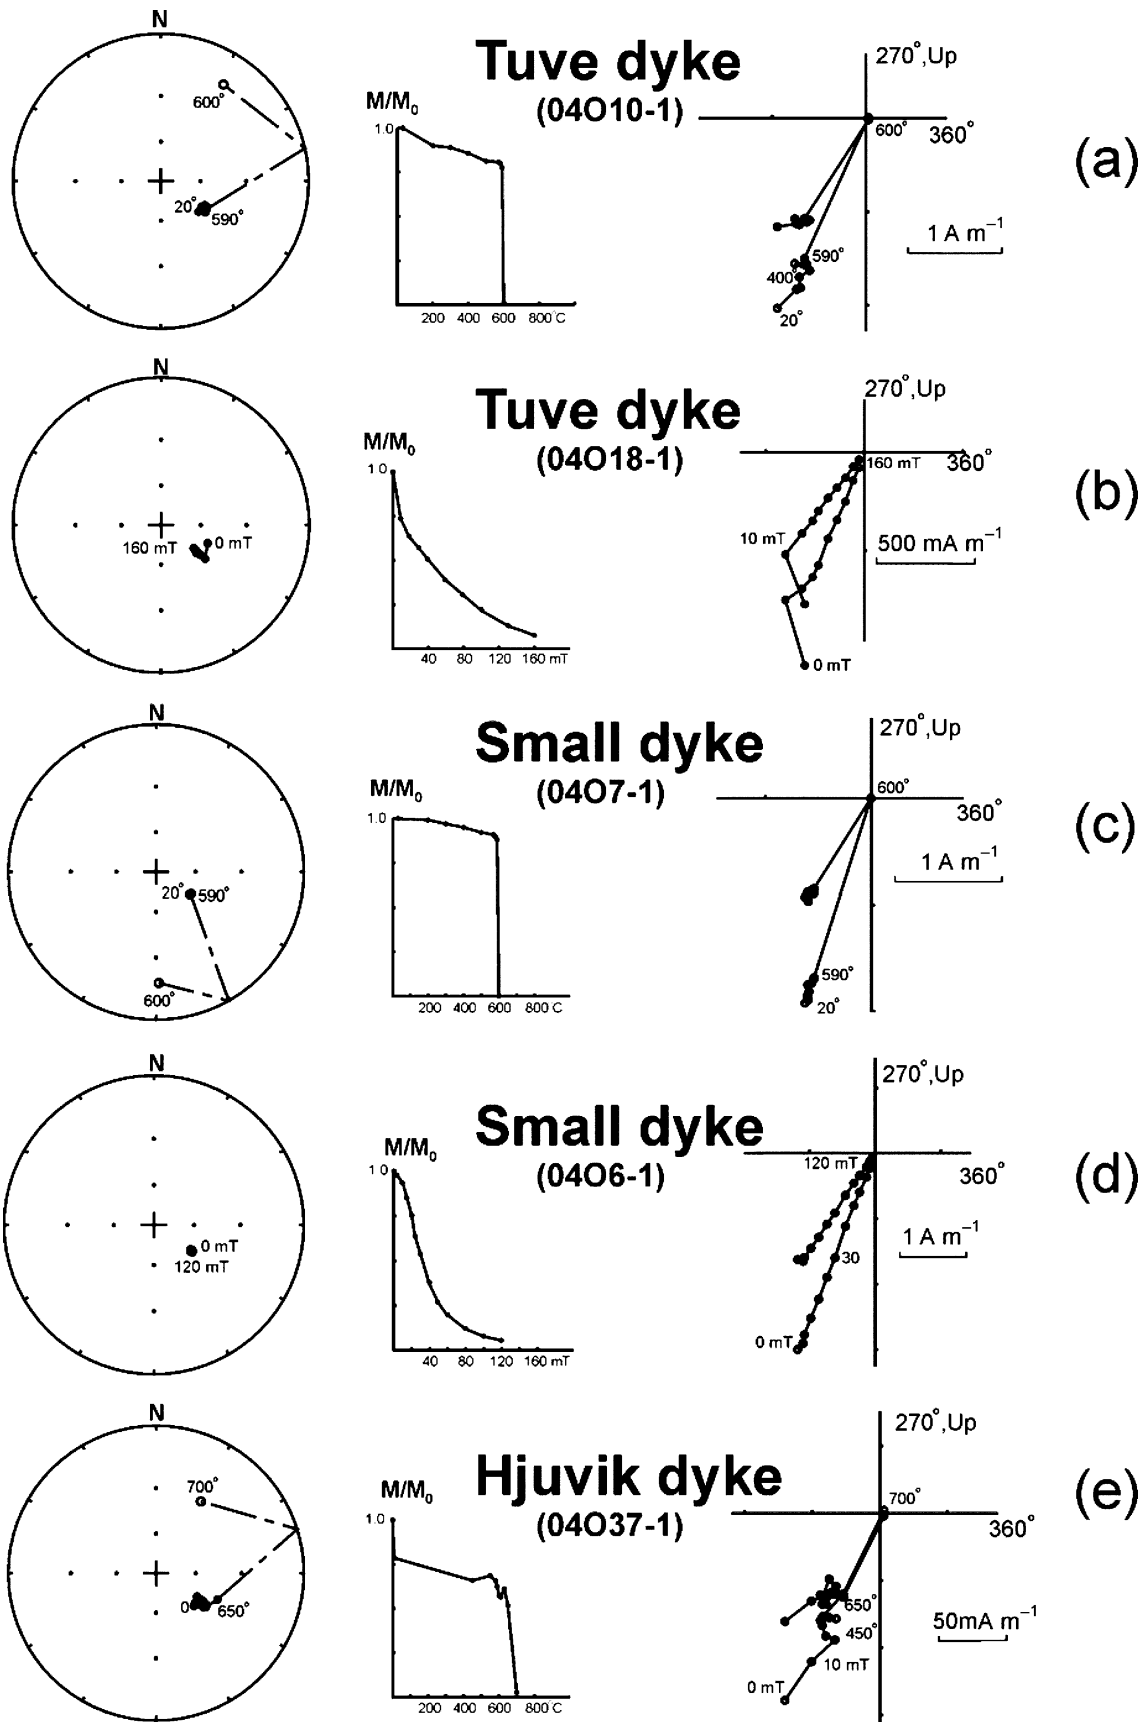 N
600°
20°
590°
M/M₀
1.0
200 400 600 800°C
Tuve dyke
(04O10-1)
270°,Up
600°
360°
590°
400°
20°
1 A m⁻¹
(a)
N
160 mT
0 mT
M/M₀
1 0
40 80 120 160 mT
Tuve dyke
(04O18-1)
270°,Up
160 mT
360°
10 mT
0 mT
500 mA m⁻¹
(b)
N
20°
590°
600°
M/M₀
1.0
200 400 600 800 C
Small dyke
(04O7-1)
270°,Up
600°
360°
590°
20°
1 A m⁻¹
(c)
N
0 mT
120 mT
M/M₀
1 0
40 80 120 160 mT
Small dyke
(04O6-1)
270°,Up
120 mT
360°
30
0 mT
1 A m⁻¹
(d)
N
700°
0
650°
M/M₀
1.0
200 400 600 800°C
Hjuvik dyke
(04O37-1)
270°,Up
700°
360°
650°
450°
10 mT
0 mT
50mA m⁻¹
(e)